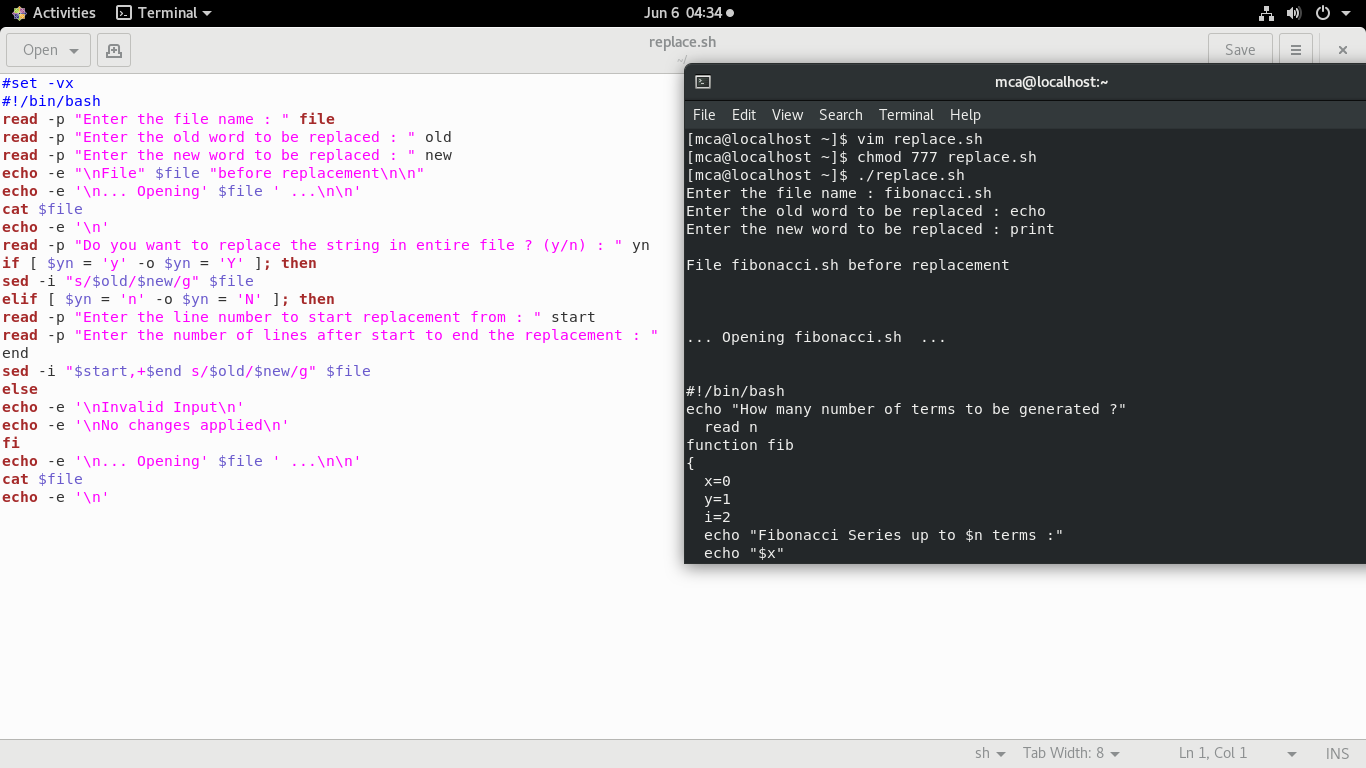 Activities Terminal Jun 6 04:34
Open replace.sh Save
~/
#set -vx
#!/bin/bash
read -p "Enter the file name : " file
read -p "Enter the old word to be replaced : " old
read -p "Enter the new word to be replaced : " new
echo -e "\nFile" $file "before replacement\n\n"
echo -e '\n... Opening' $file ' ...\n\n'
cat $file
echo -e '\n'
read -p "Do you want to replace the string in entire file ? (y/n) : " yn
if [ $yn = 'y' -o $yn = 'Y' ]; then
sed -i "s/$old/$new/g" $file
elif [ $yn = 'n' -o $yn = 'N' ]; then
read -p "Enter the line number to start replacement from : " start
read -p "Enter the number of lines after start to end the replacement : "
end
sed -i "$start,+$end s/$old/$new/g" $file
else
echo -e '\nInvalid Input\n'
echo -e '\nNo changes applied\n'
fi
echo -e '\n... Opening' $file ' ...\n\n'
cat $file
echo -e '\n'
mca@localhost:~
File Edit View Search Terminal Help
[mca@localhost ~]$ vim replace.sh
[mca@localhost ~]$ chmod 777 replace.sh
[mca@localhost ~]$ ./replace.sh
Enter the file name : fibonacci.sh
Enter the old word to be replaced : echo
Enter the new word to be replaced : print
File fibonacci.sh before replacement
... Opening fibonacci.sh  ...
#!/bin/bash
echo "How many number of terms to be generated ?"
  read n
function fib
{
  x=0
  y=1
  i=2
  echo "Fibonacci Series up to $n terms :"
  echo "$x"
sh Tab Width: 8 Ln 1, Col 1 INS